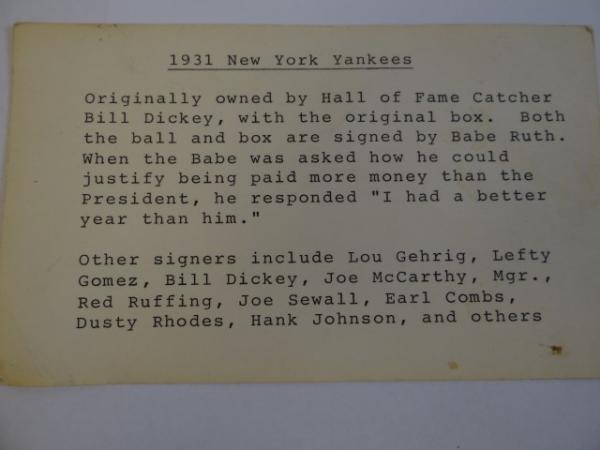 1931 New York Yankees
Originally owned by Hall of Fame Catcher
Bill Dickey, with the original box. Both
the ball and box are signed by Babe Ruth.
When the Babe was asked how he could
justify being paid more money than the
President, he responded "I had a better
year than him."
Other signers include Lou Gehrig, Lefty
Gomez, Bill Dickey, Joe McCarthy, Mgr.,
Red Ruffing, Joe Sewall, Earl Combs,
Dusty Rhodes, Hank Johnson, and others